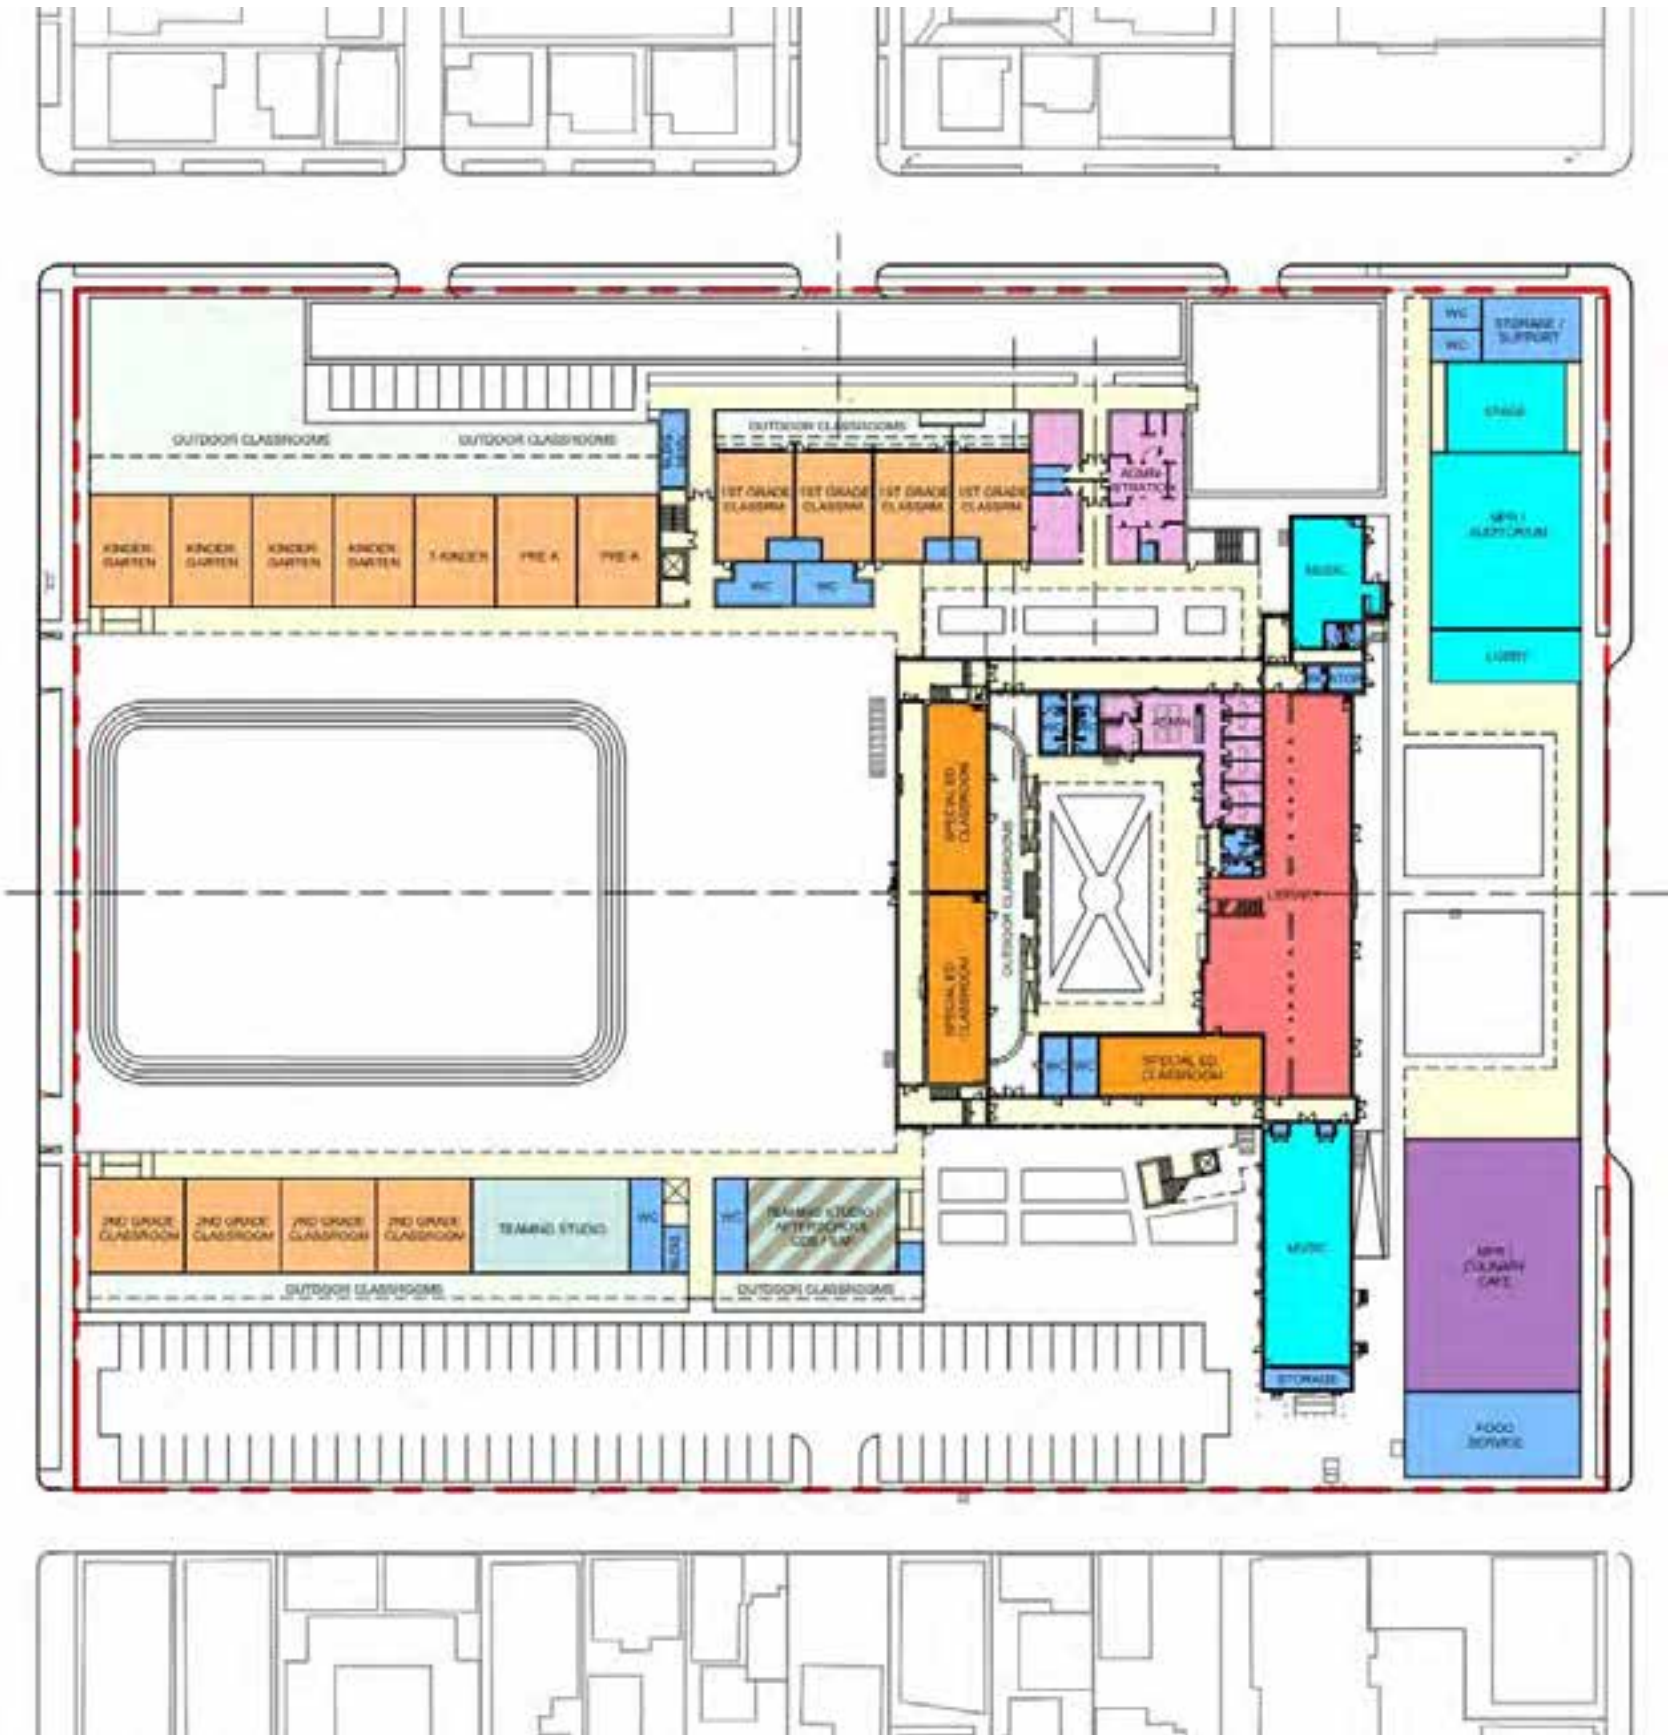 WC
STORAGE /
SUPPORT
WC
STAGE
OUTDOOR CLASSROOMS
OUTDOOR CLASSROOMS
OUTDOOR CLASSROOMS
1ST GRADE
CLASSRM
1ST GRADE
CLASSRM
1ST GRADE
CLASSRM
1ST GRADE
CLASSRM
MPR /
AUDITORIUM
KINDER-
GARTEN
KINDER-
GARTEN
KINDER-
GARTEN
KINDER-
GARTEN
T-KINDER
PRE-K
PRE-K
WC
WC
MUSIC
LOBBY
ADMIN
SPECIAL ED
CLASSROOM
OUTDOOR CLASSROOMS
LIBRARY
SPECIAL ED
CLASSROOM
WC
WC
SPECIAL ED
CLASSROOM
2ND GRADE
CLASSROOM
2ND GRADE
CLASSROOM
2ND GRADE
CLASSROOM
2ND GRADE
CLASSROOM
TEAMING STUDIO
WC
WC
TEAMING STUDIO /
AFTERSCHOOL
MUSIC
MPR /
CULINARY
CAFE
OUTDOOR CLASSROOMS
OUTDOOR CLASSROOMS
STORAGE
FOOD
SERVICE